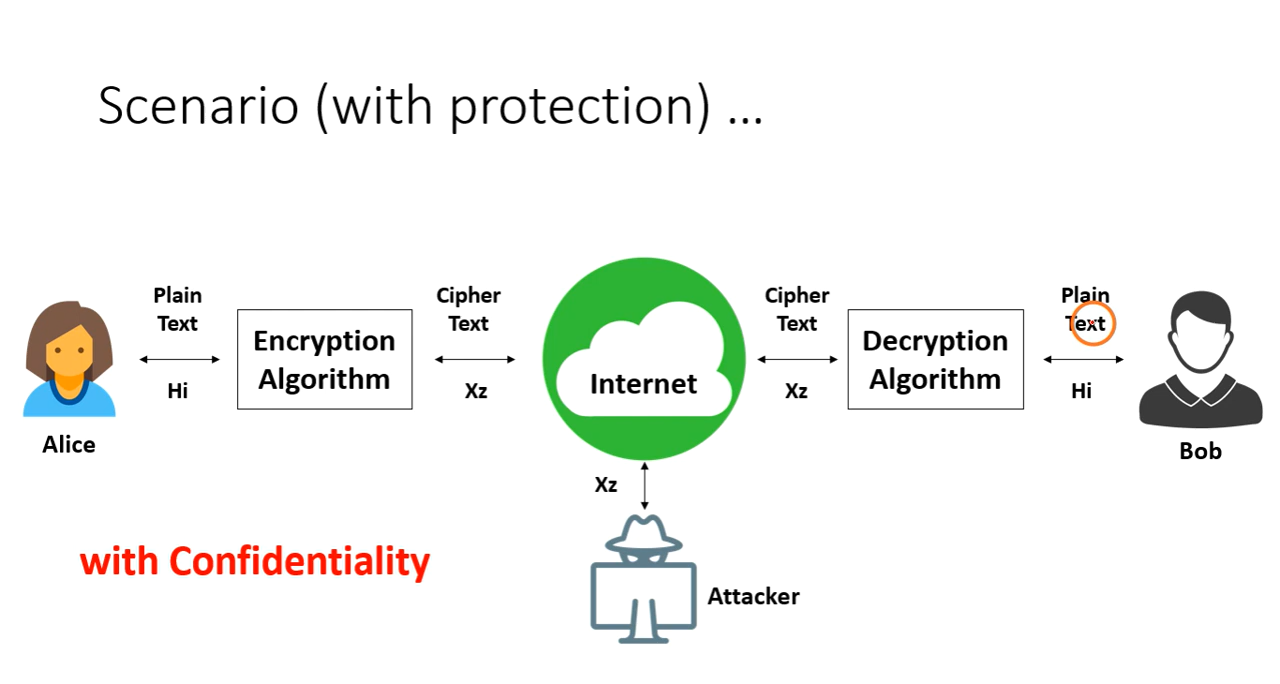 Scenario (with protection) ...
Plain
Text
Hi
Encryption
Algorithm
Cipher
Text
Xz
Internet
Cipher
Text
Xz
Decryption
Algorithm
Plain
Text
Hi
Alice
Bob
Xz
with Confidentiality
Attacker